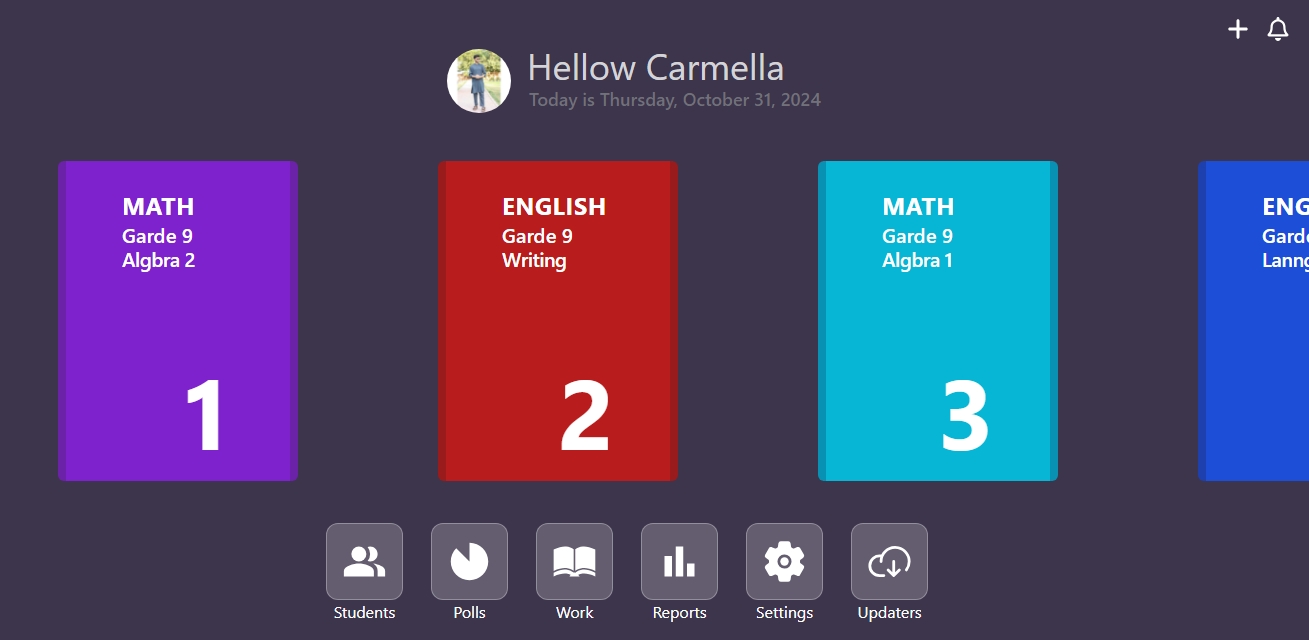 Hellow Carmella
Today is Thursday, October 31, 2024
MATH
Garde 9
Algbra 2
1
ENGLISH
Garde 9
Writing
2
MATH
Garde 9
Algbra 1
3
ENG
Garde
Lanng
Students
Polls
Work
Reports
Settings
Updaters